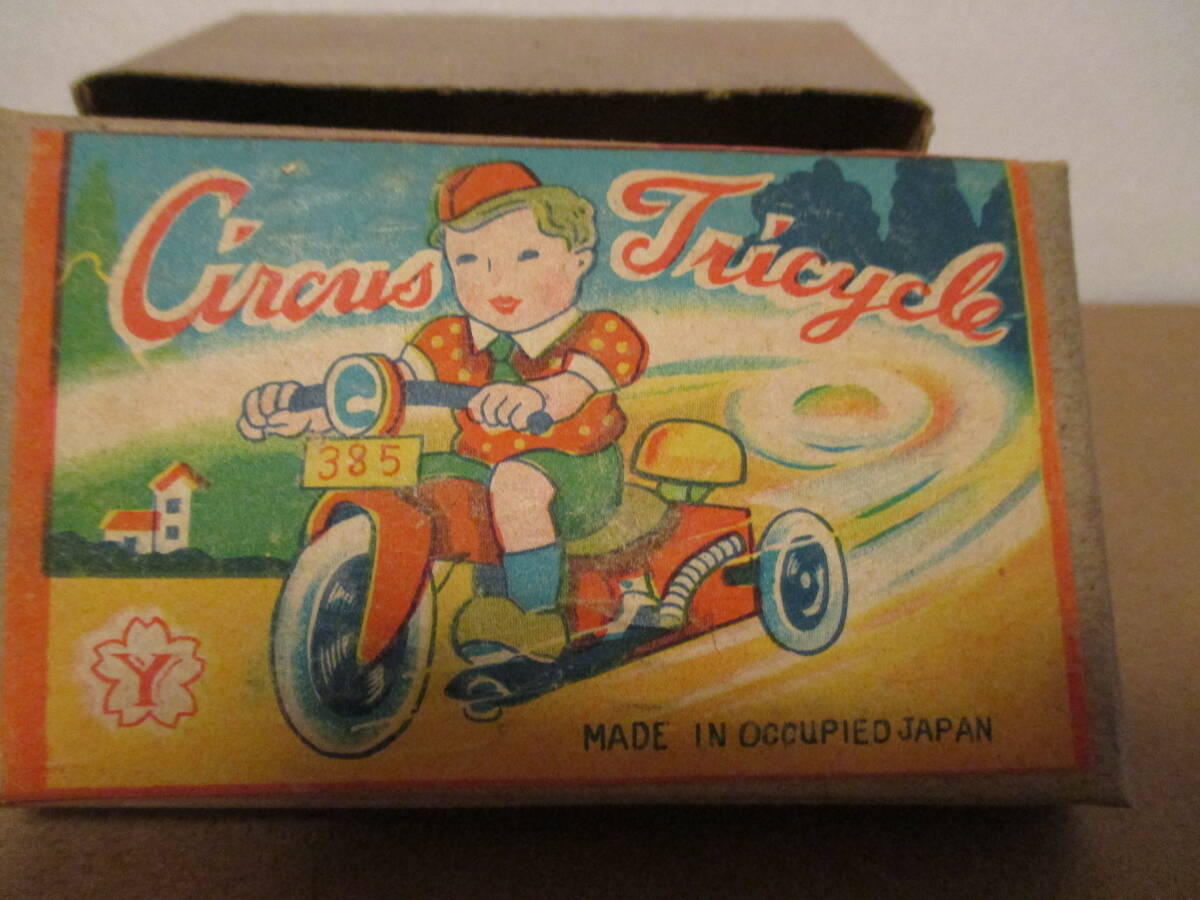 Circus Tricycle
385
Y
MADE IN OCCUPIED JAPAN